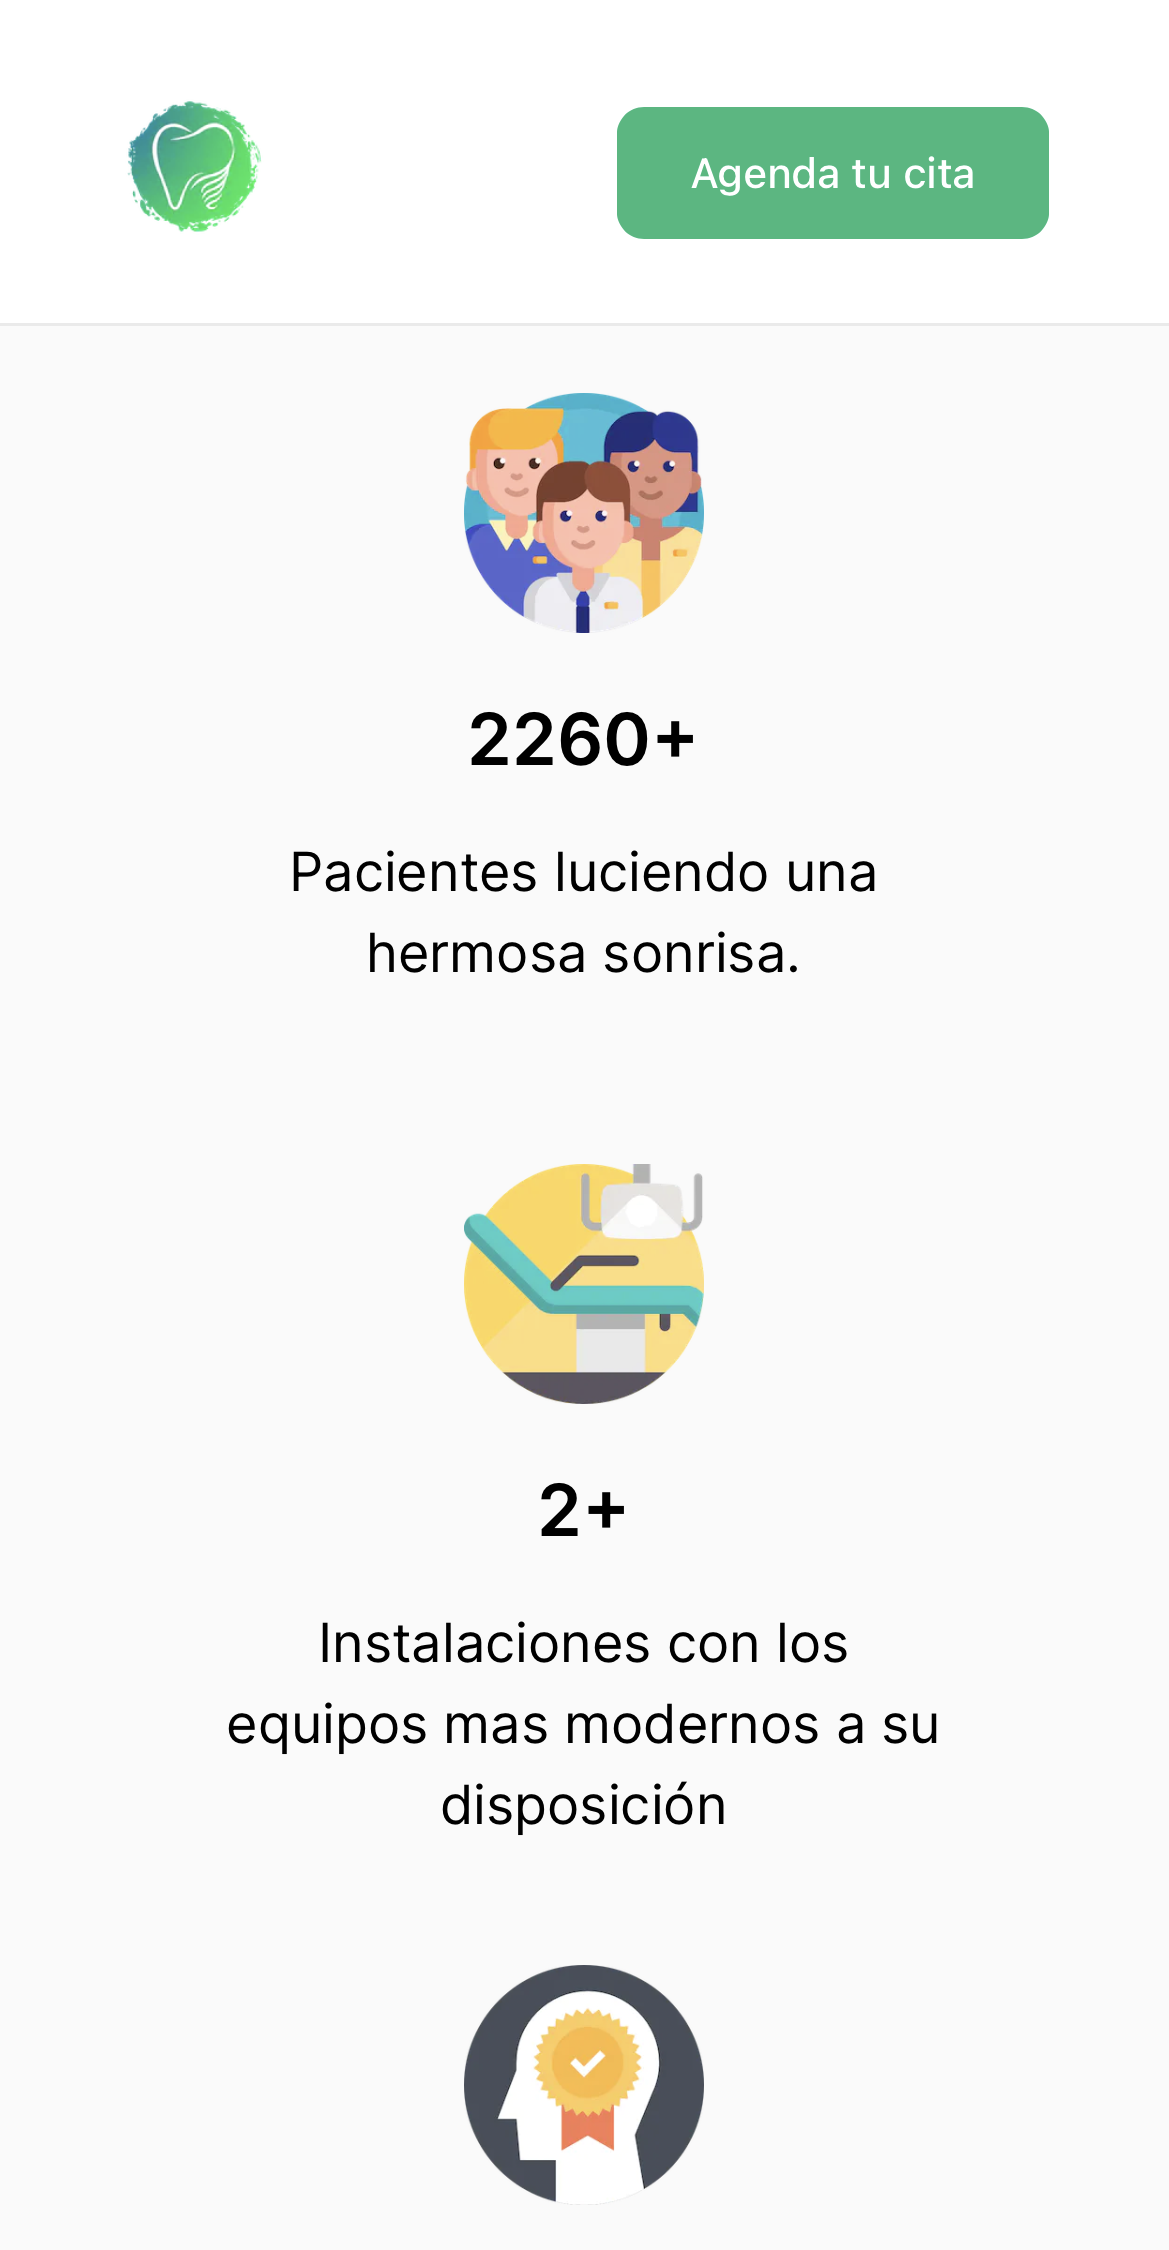 Agenda tu cita
2260+
Pacientes luciendo una
hermosa sonrisa.
2+
Instalaciones con los
equipos mas modernos a su
disposición